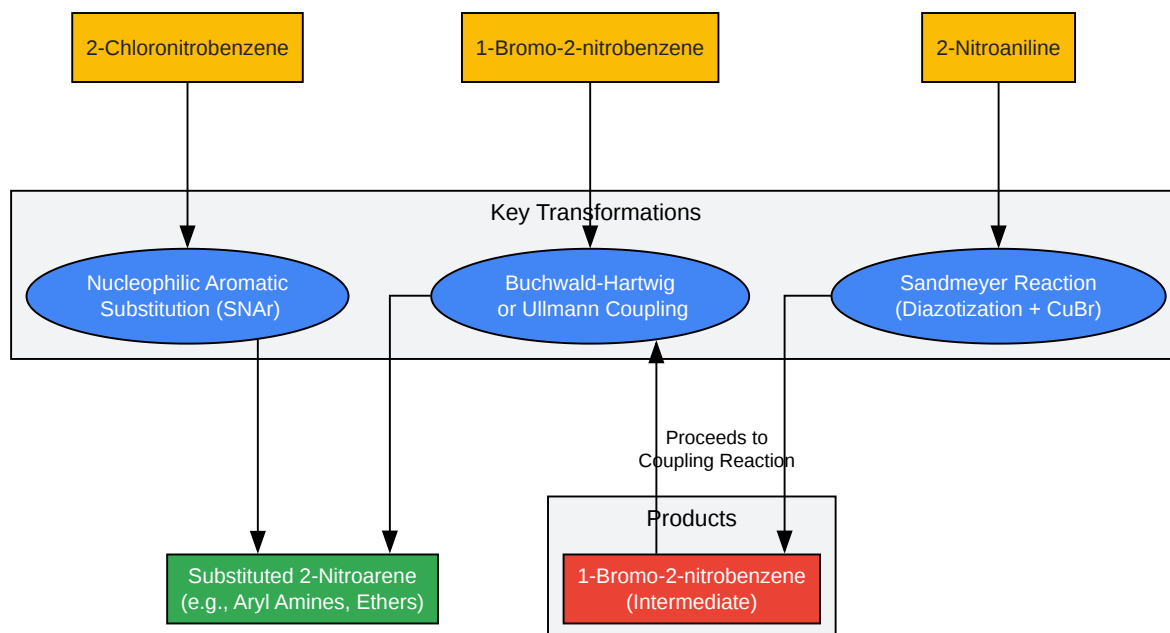 2-Chloronitrobenzene
1-Bromo-2-nitrobenzene
2-Nitroaniline
Key Transformations
Nucleophilic Aromatic
Substitution (SNAr)
Buchwald-Hartwig
or Ullmann Coupling
Sandmeyer Reaction
(Diazotization + CuBr)
Proceeds to
Coupling Reaction
Products
Substituted 2-Nitroarene
(e.g., Aryl Amines, Ethers)
1-Bromo-2-nitrobenzene
(Intermediate)